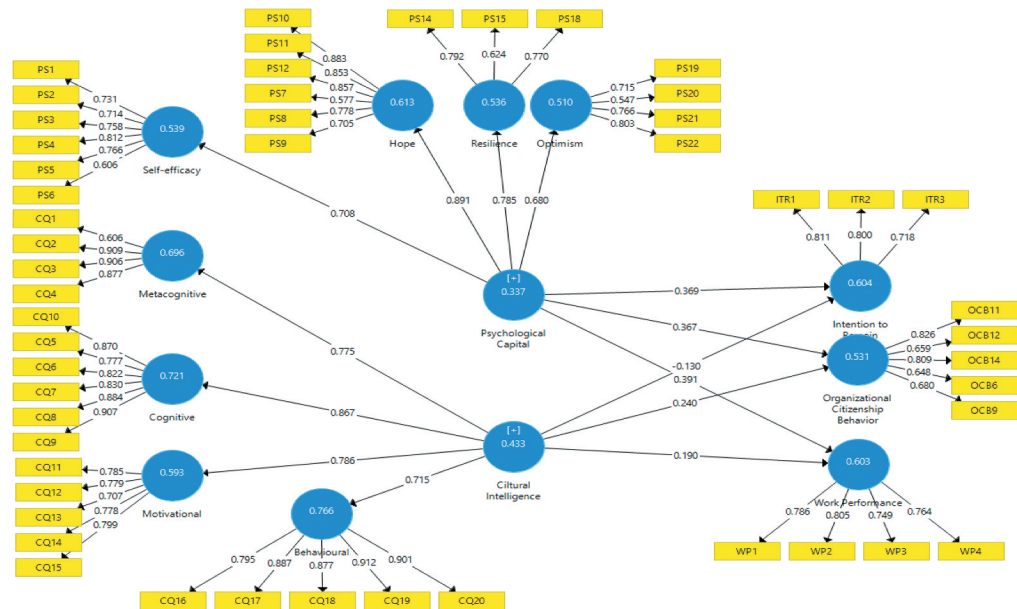 PS10
PS11
PS12
PS7
PS8
PS9
0.883
0.853
0.857
0.577
0.778
0.705
0.613
Hope
PS14
PS15
PS18
0.792
0.624
0.770
0.536
Resilience
0.510
Optimism
0.715
0.547
0.766
0.803
PS19
PS20
PS21
PS22
PS1
PS2
PS3
PS4
PS5
PS6
0.731
0.714
0.758
0.812
0.766
0.606
0.539
Self-efficacy
CQ1
CQ2
CQ3
CQ4
0.606
0.909
0.906
0.877
0.696
Metacognitive
CQ10
CQ5
CQ6
CQ7
CQ8
CQ9
0.870
0.777
0.822
0.830
0.884
0.907
0.721
Cognitive
CQ11
CQ12
CQ13
CQ14
CQ15
0.785
0.779
0.707
0.778
0.799
0.593
Motivational
0.708
0.891
0.785
0.680
[+]
0.337
Psychological
Capital
0.775
0.867
0.786
0.715
[+]
0.433
Ciltural
Intelligence
0.369
0.367
-0.130
0.391
0.240
0.190
ITR1
ITR2
ITR3
0.811
0.800
0.718
0.604
Intention to
0.531
Organizational
Citizenship
Behavior
0.826
0.659
0.809
0.648
0.680
OCB11
OCB12
OCB14
OCB6
OCB9
0.603
Work Performance
0.786
0.805
0.749
0.764
WP1
WP2
WP3
WP4
0.766
Behavioural
0.795
0.887
0.877
0.912
0.901
CQ16
CQ17
CQ18
CQ19
CQ20